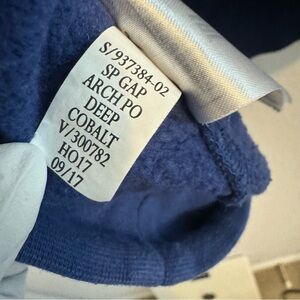 S/937384-02
SP GAP
ARCH PO
DEEP
COBALT
V/300782
HO17
09/17